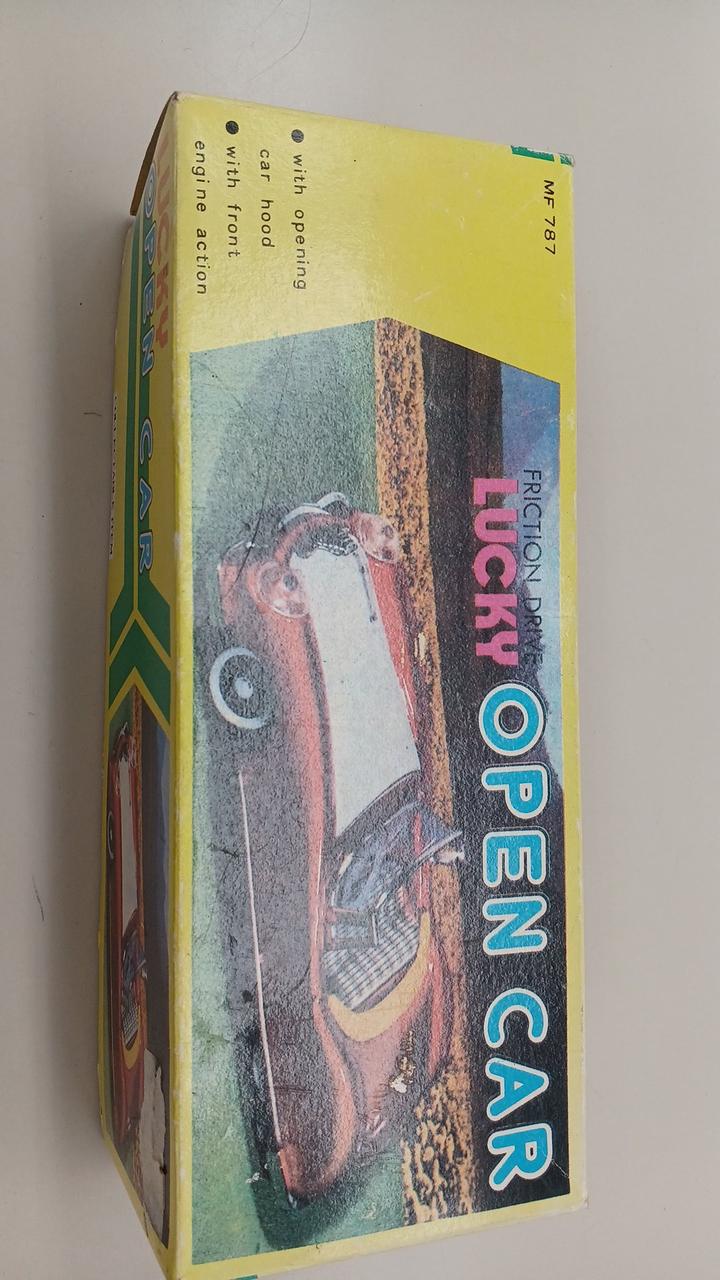 MF 787
● with opening
car hood
● with front
engine action
FRICTION DRIVE
LUCKY OPEN CAR
LUCKY
OPEN CAR